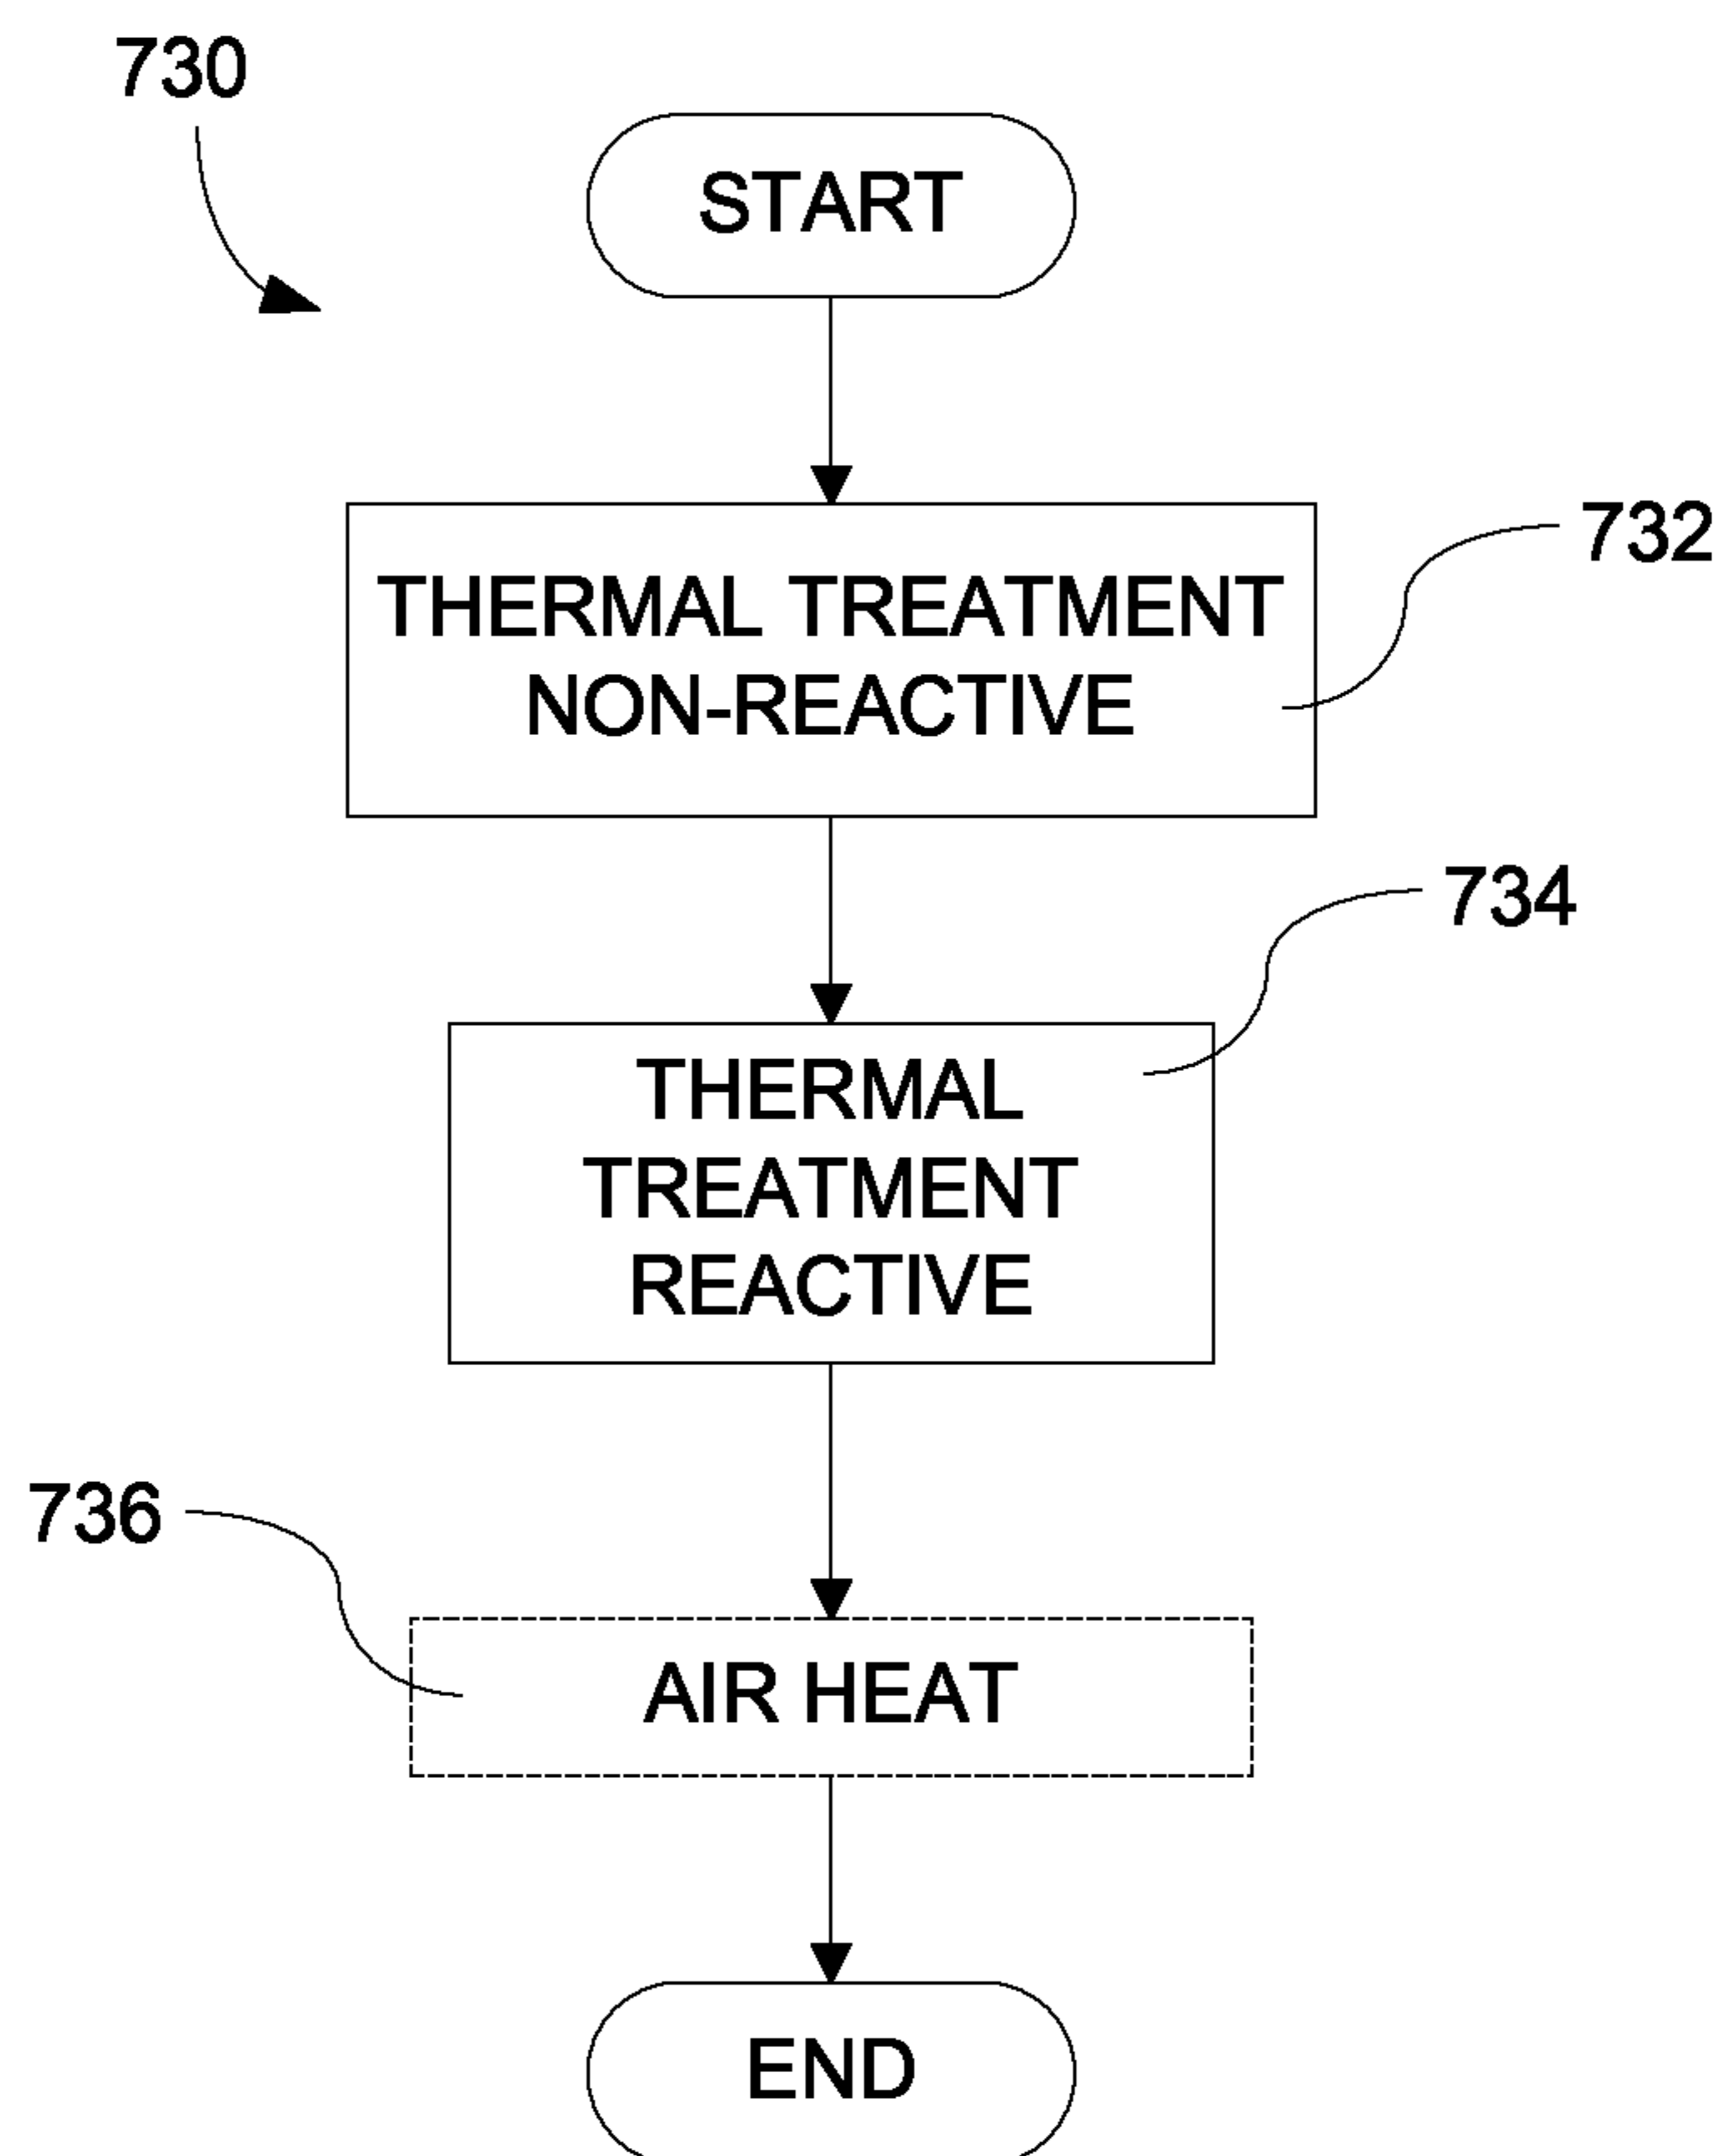 730
START
THERMAL TREATMENT
NON-REACTIVE
732
734
THERMAL
TREATMENT
REACTIVE
736
AIR HEAT
END